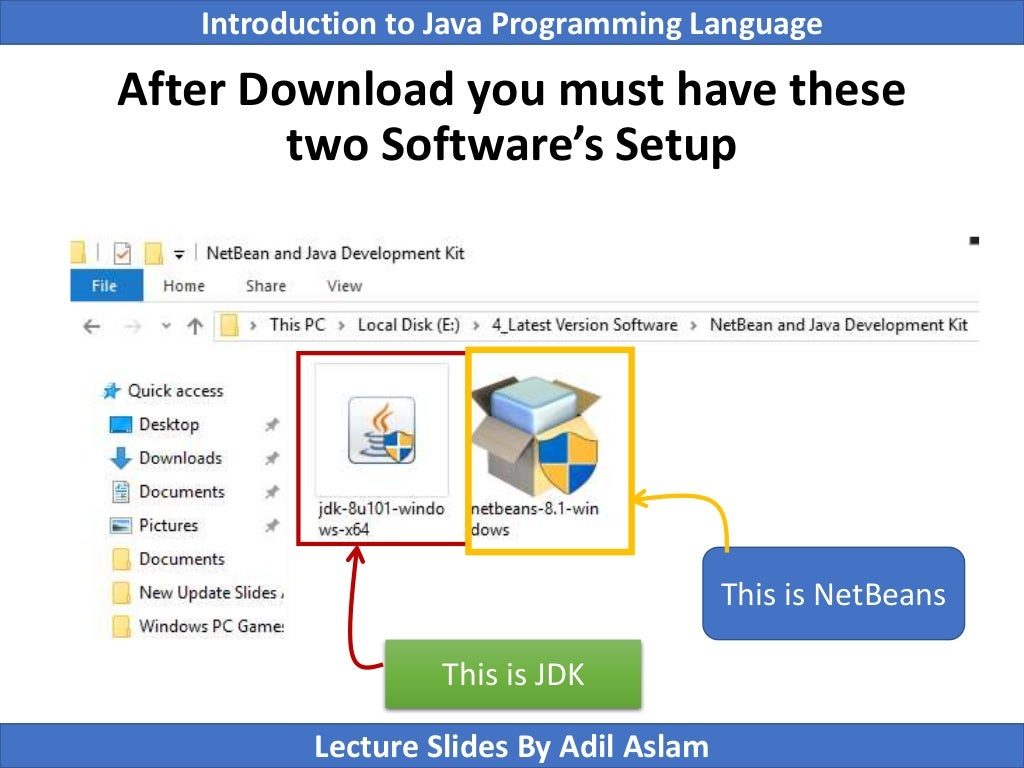 Introduction to Java Programming Language
After Download you must have these
two Software’s Setup
NetBean and Java Development Kit
File Home Share View
This PC Local Disk (E:) 4_Latest Version Software NetBean and Java Development Kit
Quick access
Desktop
Downloads
Documents
Pictures
Documents
New Update Slides
Windows PC Games
jdk-8u101-windo
ws-x64
netbeans-8.1-win
dows
This is NetBeans
This is JDK
Lecture Slides By Adil Aslam